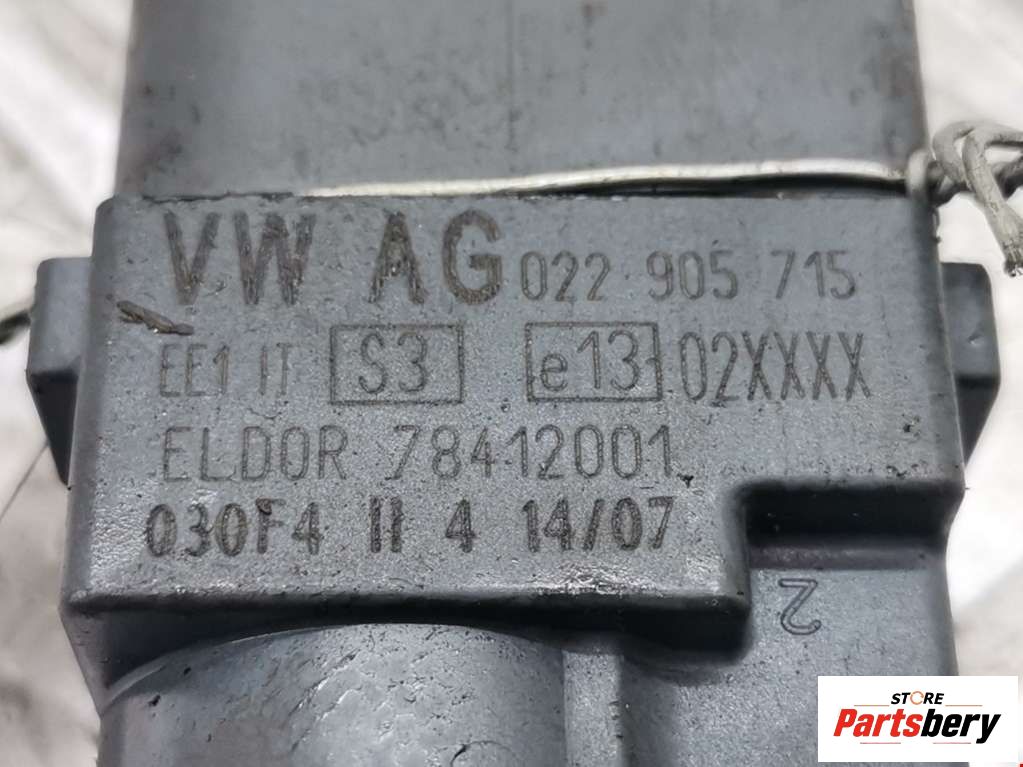 VW AG 022 905 715
EE1 IT S3 e13 02XXXX
ELDOR 78412001
030F4 II 4 14/07
2
STORE
Partsbery